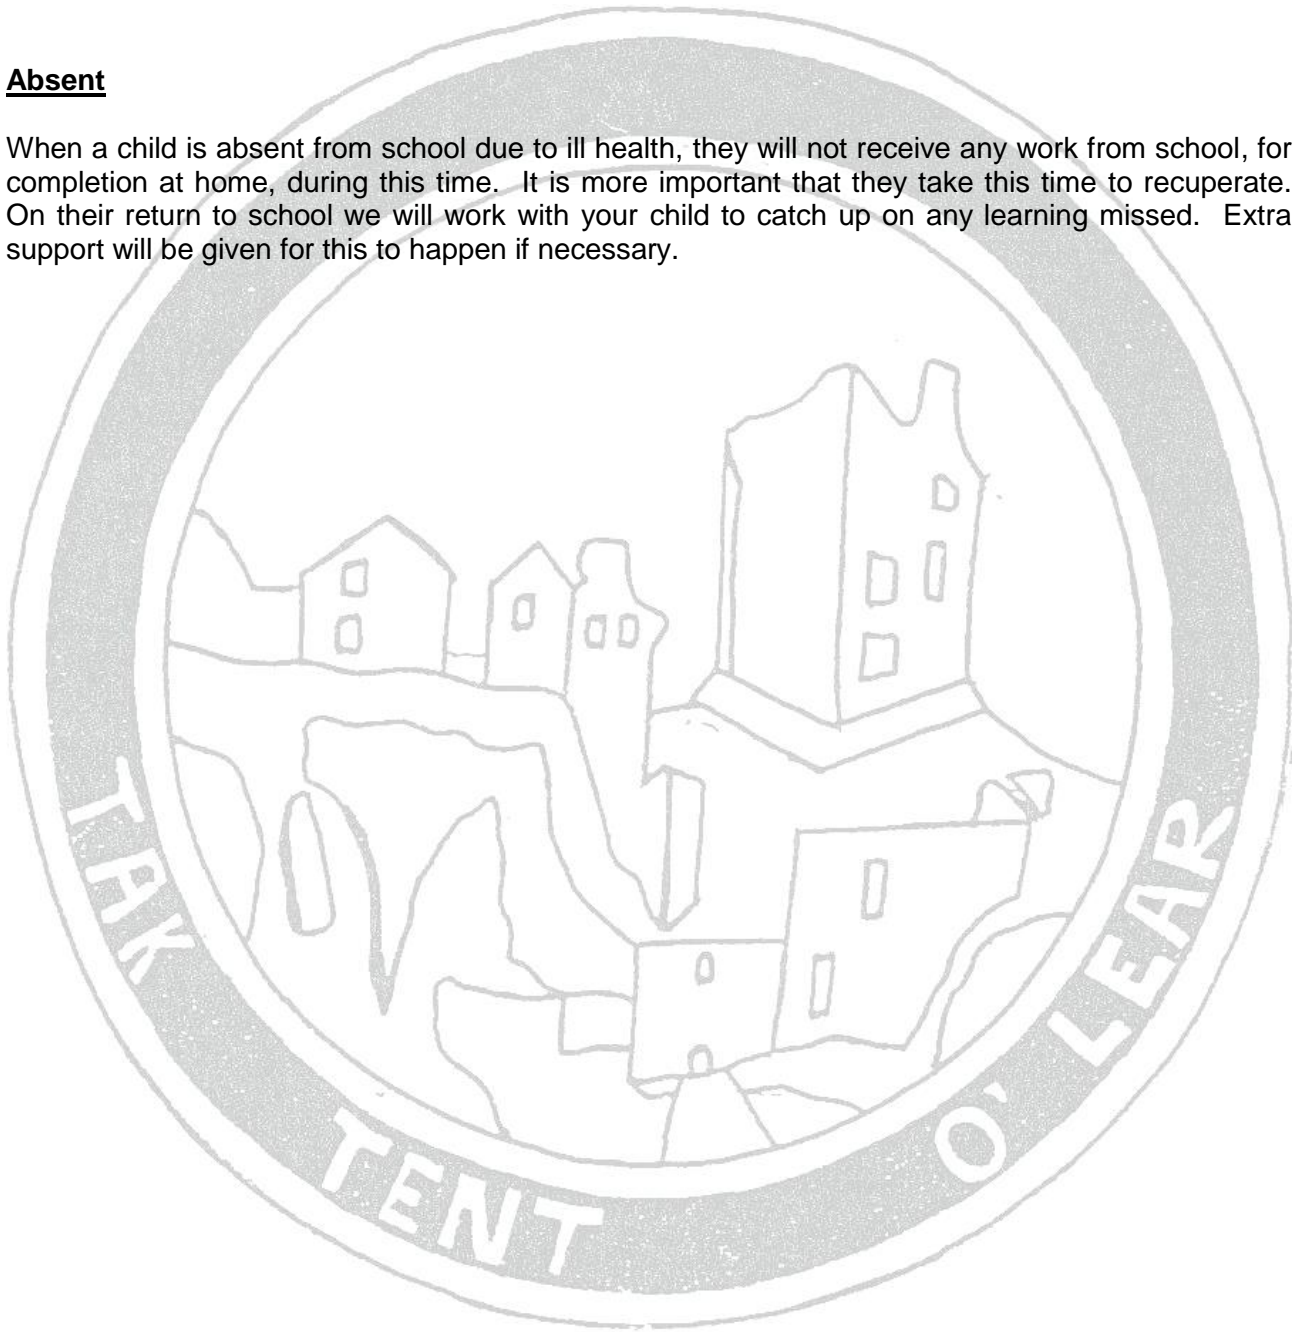 Absent
When a child is absent from school due to ill health, they will not receive any work from school, for
completion at home, during this time.  It is more important that they take this time to recuperate.
On their return to school we will work with your child to catch up on any learning missed.  Extra
support will be given for this to happen if necessary.
TAK TENT O' LEAR